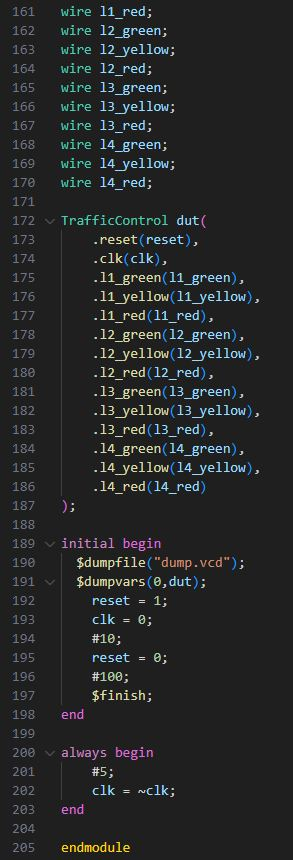 161 wire l1_red;
162 wire l2_green;
163 wire l2_yellow;
164 wire l2_red;
165 wire l3_green;
166 wire l3_yellow;
167 wire l3_red;
168 wire l4_green;
169 wire l4_yellow;
170 wire l4_red;
171
172 TrafficControl dut(
173     .reset(reset),
174     .clk(clk),
175     .l1_green(l1_green),
176     .l1_yellow(l1_yellow),
177     .l1_red(l1_red),
178     .l2_green(l2_green),
179     .l2_yellow(l2_yellow),
180     .l2_red(l2_red),
181     .l3_green(l3_green),
182     .l3_yellow(l3_yellow),
183     .l3_red(l3_red),
184     .l4_green(l4_green),
185     .l4_yellow(l4_yellow),
186     .l4_red(l4_red)
187 );
188
189 initial begin
190   $dumpfile("dump.vcd");
191   $dumpvars(0,dut);
192     reset = 1;
193     clk = 0;
194     #10;
195     reset = 0;
196     #100;
197     $finish;
198 end
199
200 always begin
201     #5;
202     clk = ~clk;
203 end
204
205 endmodule